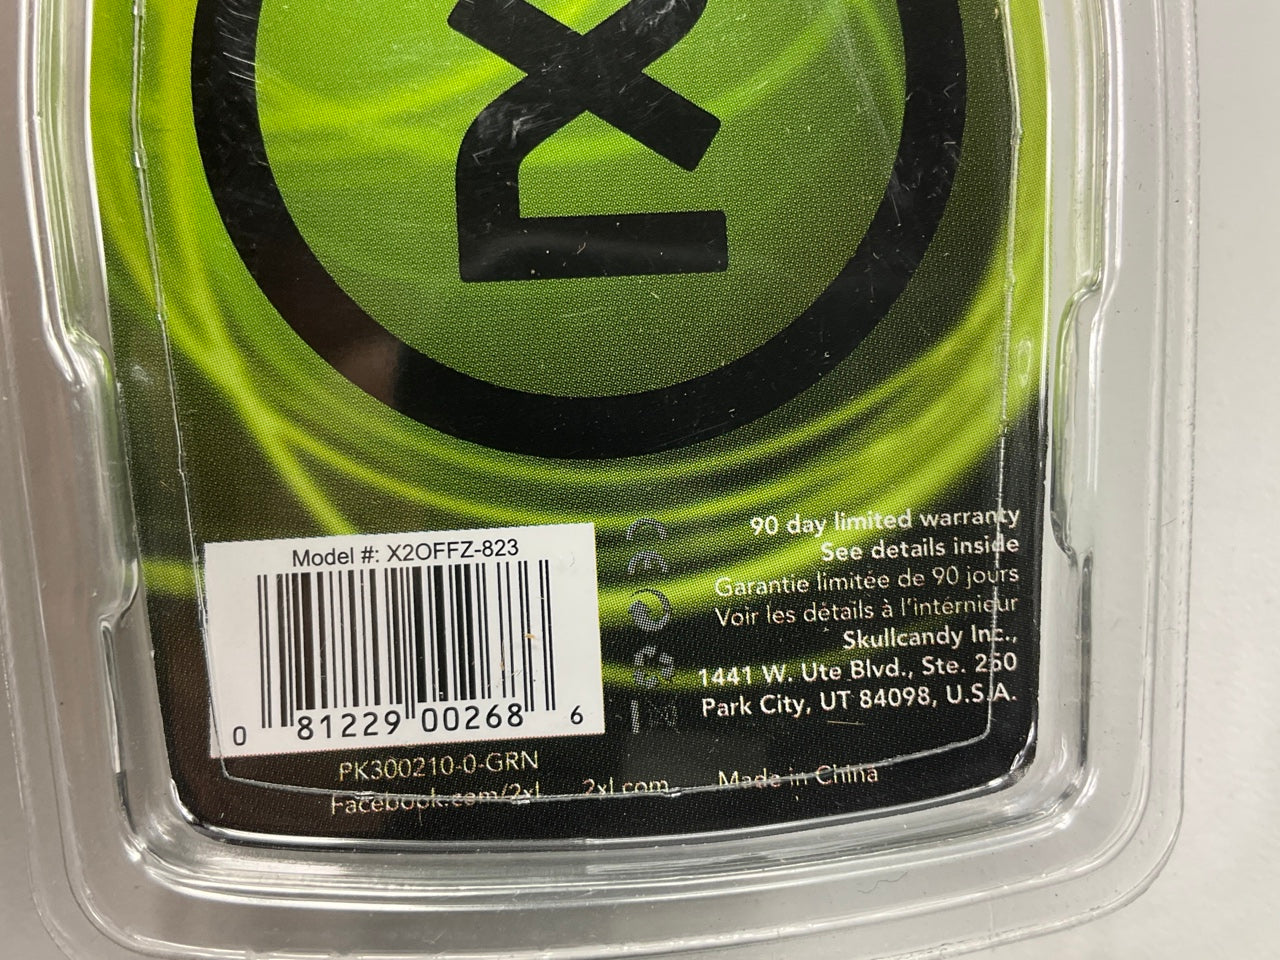 Model #: X2OFFZ-823
0 81229 00268 6
90 day limited warranty
See details inside
Garantie limitée de 90 jours
Voir les détails à l'intérnieur
Skullcandy Inc.,
1441 W. Ute Blvd., Ste. 250
Park City, UT 84098, U.S.A.
PK300210-0-GRN
Facebook.com/2xl 2xl.com Made in China